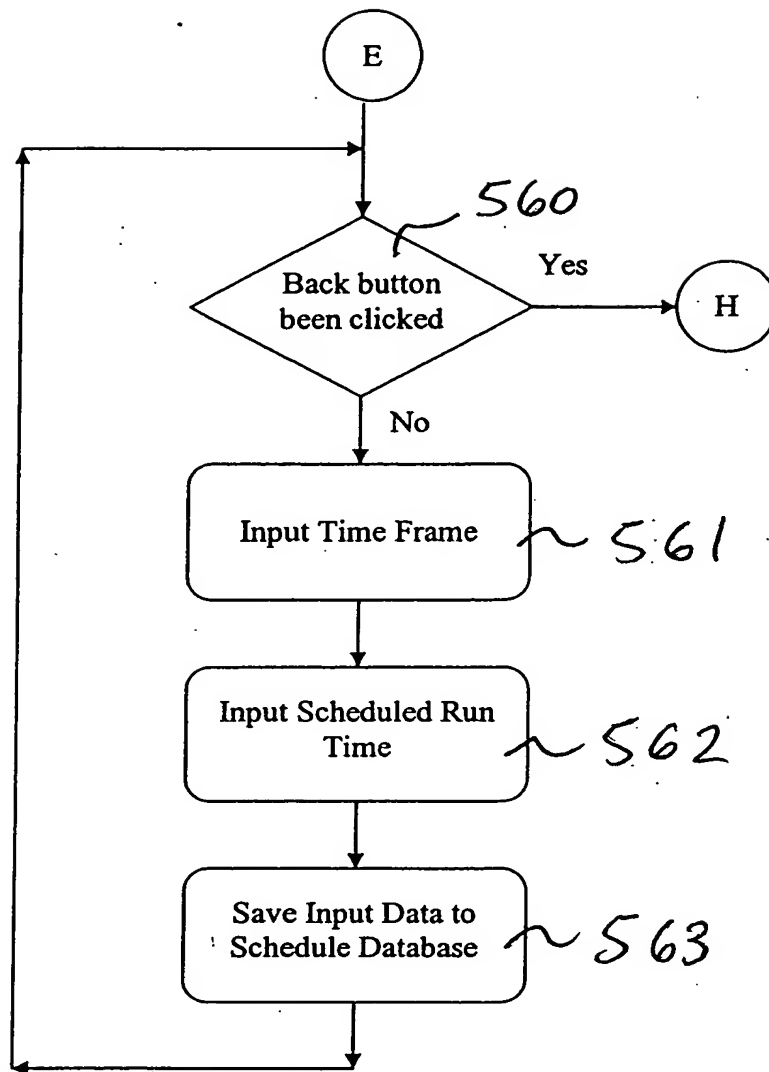 E
560
Back button
been clicked
Yes
H
No
Input Time Frame
561
Input Scheduled Run
Time
562
Save Input Data to
Schedule Database
563